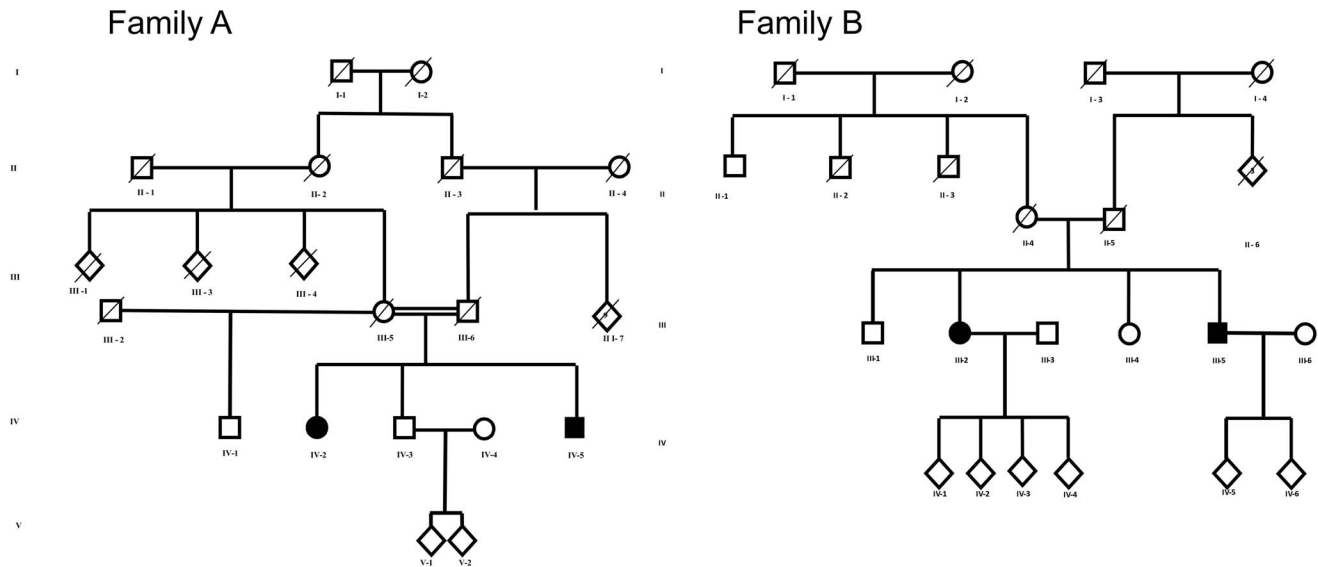 Family A
Family B
I
I-1
I-2
II
II - 1
II - 2
II - 3
II - 4
III
III -1
III - 3
III - 4
III - 2
III-5
III-6
9
II I- 7
IV
IV-1
IV-2
IV-3
IV-4
IV-5
V
V-1
V-2
I
I - 1
I - 2
I - 3
I - 4
II
II -1
II - 2
II - 3
3
II-4
II-5
II - 6
III
III-1
III-2
III-3
III-4
III-5
III-6
IV
IV-1
IV-2
IV-3
IV-4
IV-5
IV-6